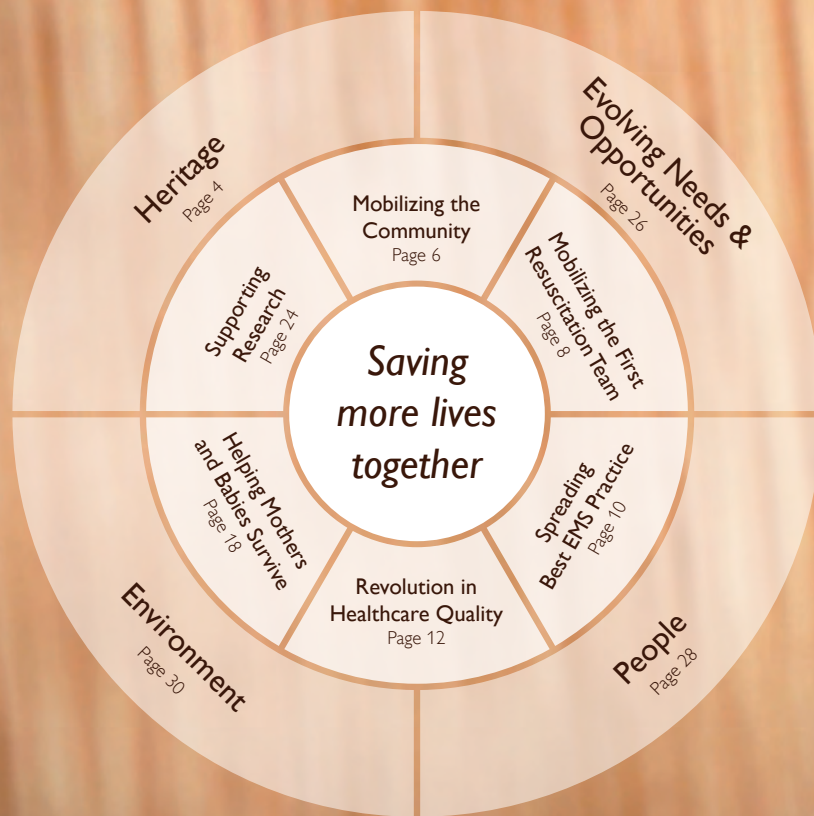 Heritage
Page 4
Evolving Needs &
Opportunities
Page 26
Mobilizing the
Community
Page 6
Mobilizing the First
Resuscitation Team
Page 8
Supporting
Research
Page 24
Saving
more lives
together
Helping Mothers
and Babies Survive
Page 18
Spreading
Best EMS Practice
Page 10
Revolution in
Healthcare Quality
Page 12
Environment
Page 30
People
Page 28